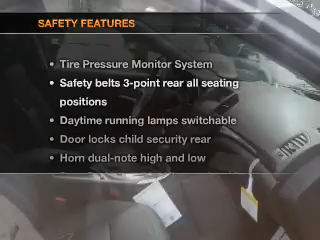 SAFETY FEATURES
• Tire Pressure Monitor System
• Safety belts 3-point rear all seating
positions
• Daytime running lamps switchable
• Door locks child security rear
• Horn dual-note high and low